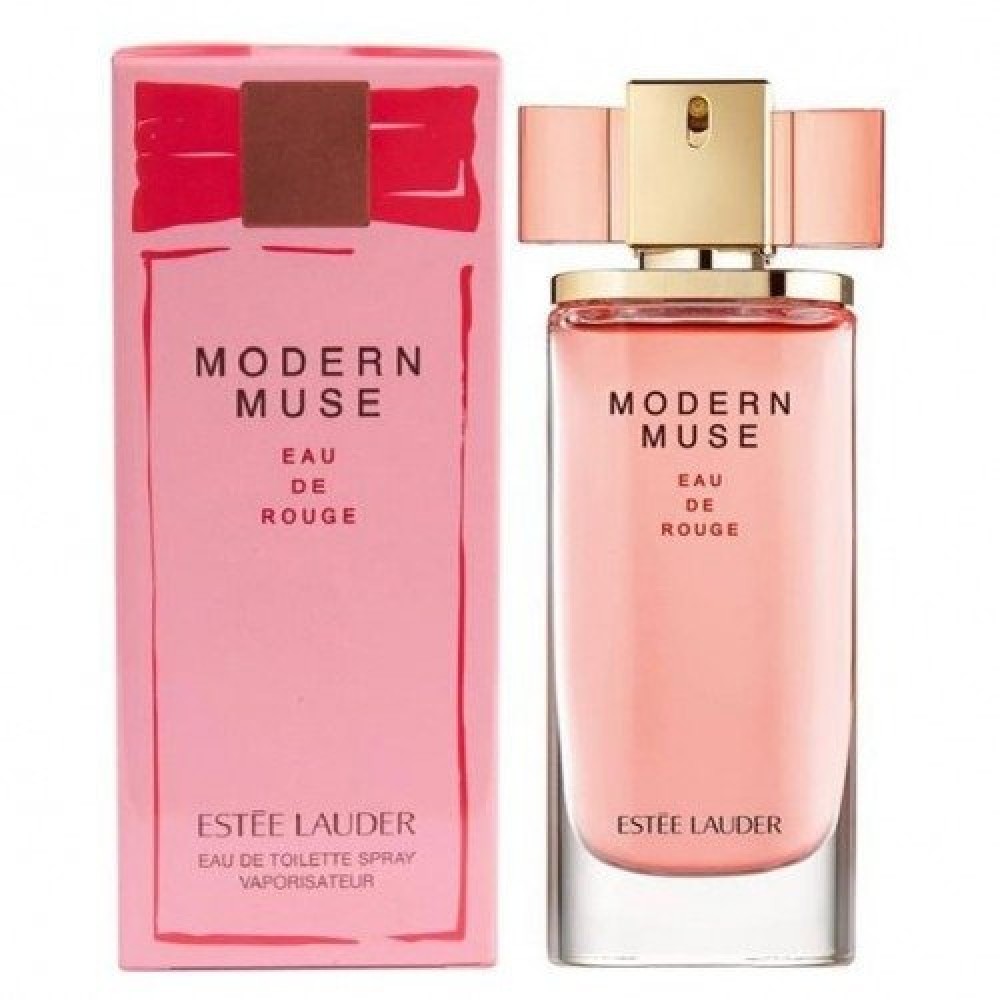 MODERN
MUSE
EAU
DE
ROUGE
ESTĒE LAUDER
EAU DE TOILETTE SPRAY
VAPORISATEUR
MODERN
MUSE
EAU
DE
ROUGE
ESTĒE LAUDER